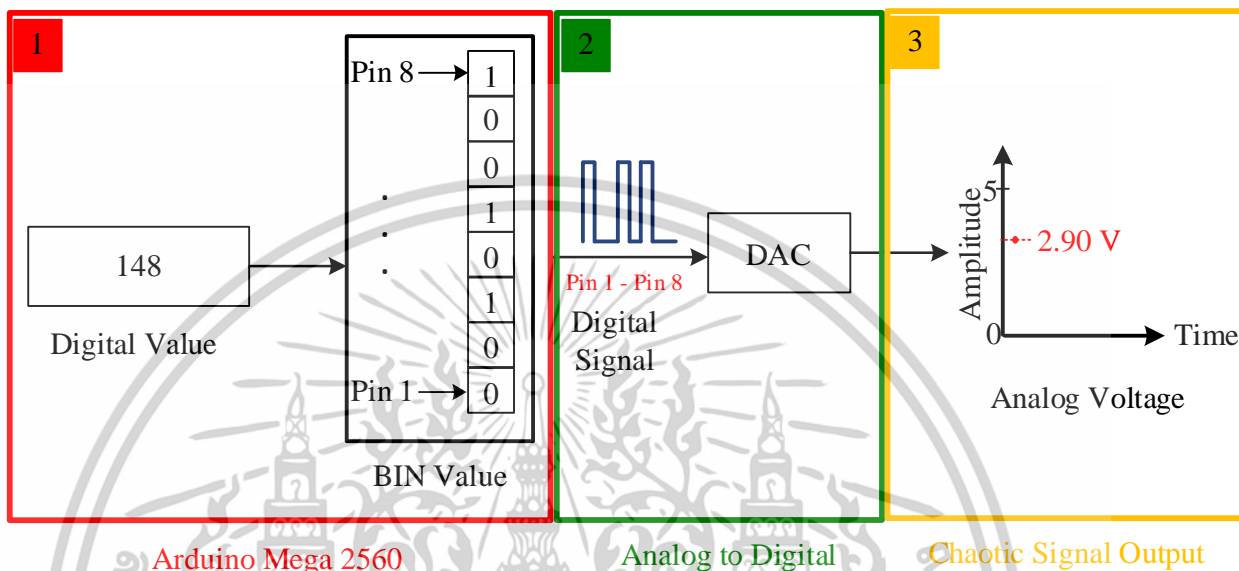 1
Pin 8
1
0
0
1
0
1
0
0
Pin 1
148
Digital Value
BIN Value
Arduino Mega 2560
2
Pin 1 - Pin 8
Digital
Signal
DAC
Analog to Digital
3
Amplitude
5
2.90 V
0
Time
Analog Voltage
Chaotic Signal Output